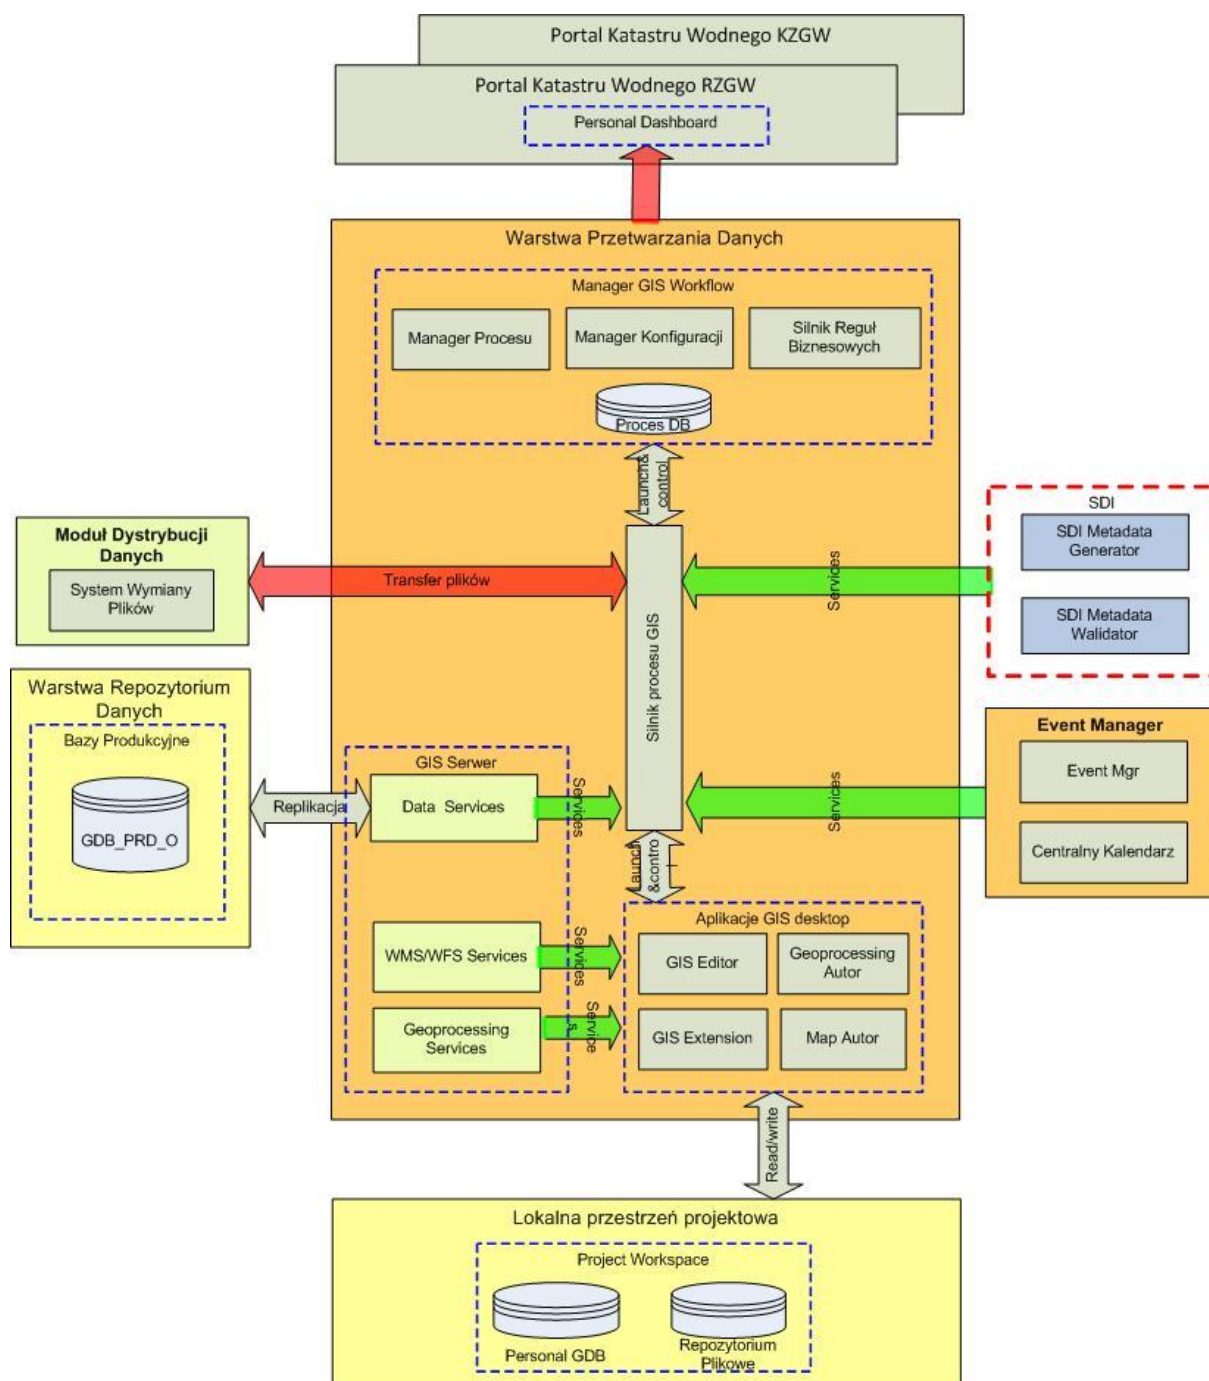 Portal Katastru Wodnego KZGW
Portal Katastru Wodnego RZGW
Personal Dashboard
Warstwa Przetwarzania Danych
Manager GIS Workflow
Manager Procesu
Manager Konfiguracji
Silnik Reguł
Biznesowych
Proces DB
Launch&
control
Moduł Dystrybucji
Danych
System Wymiany
Plików
Transfer plików
Silnik procesu GIS
Services
SDI
SDI Metadata
Generator
SDI Metadata
Walidator
Warstwa Repozytorium
Danych
Bazy Produkcyjne
GDB_PRD_O
Replikacja
GIS Serwer
Data Services
Services
Services
Event Manager
Event Mgr
Centralny Kalendarz
Launch
&contro
l
WMS/WFS Services
Services
Geoprocessing
Services
Service
s
Aplikacje GIS desktop
GIS Editor
Geoprocessing
Autor
GIS Extension
Map Autor
Read/write
Lokalna przestrzeń projektowa
Project Workspace
Personal GDB
Repozytorium
Plikowe